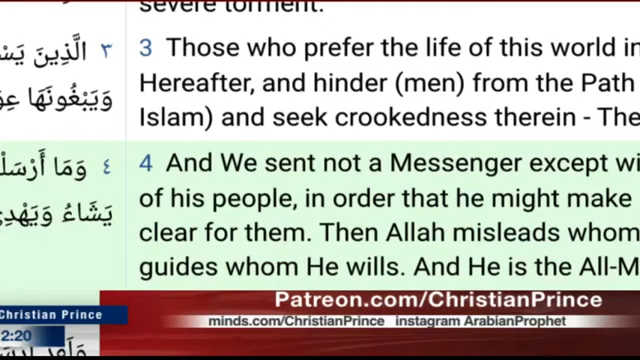 severe torment.
٣ الَّذِينَ
3 Those who prefer the life of this world in
Hereafter, and hinder (men) from the Path
وَيَبْغُونَهَا
Islam) and seek crookedness therein - The
٤ وَمَا
4 And We sent not a Messenger except wi
of his people, in order that he might make
يَشَاءُ
clear for them. Then Allah misleads whom
guides whom He wills. And He is the All-M
Patreon.com/ChristianPrince
Christian Prince
minds.com/ChristianPrince instagram ArabianProphet
2:20